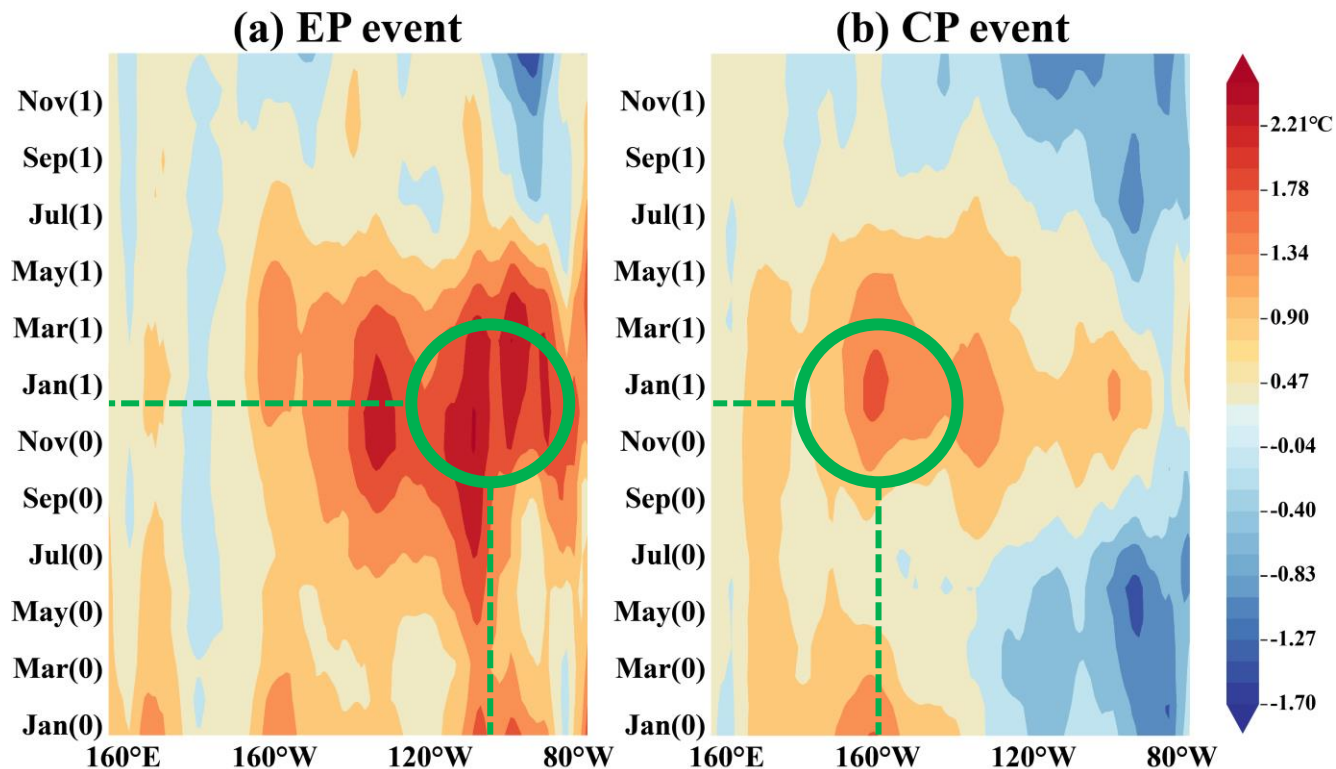 (a) EP event
Nov(1)
Sep(1)
Jul(1)
May(1)
Mar(1)
Jan(1)
Nov(0)
Sep(0)
Jul(0)
May(0)
Mar(0)
Jan(0)
160°E 160°W 120°W 80°W
(b) CP event
Nov(1)
Sep(1)
Jul(1)
May(1)
Mar(1)
Jan(1)
Nov(0)
Sep(0)
Jul(0)
May(0)
Mar(0)
Jan(0)
160°E 160°W 120°W 80°W
2.21°C
1.78
1.34
0.90
0.47
-0.04
-0.40
-0.83
-1.27
-1.70